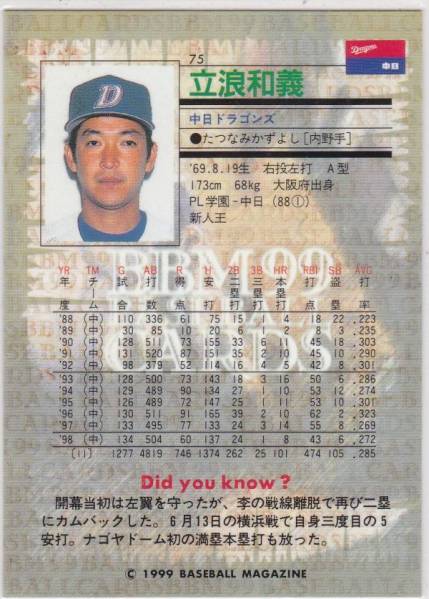 75
立浪和義
Dragons
中日
中日ドラゴンズ
●たつなみかずよし[内野手]
'69.8.19生 右投左打 A型
173cm 68kg 大阪府出身
PL学園－中日（88①）
新人王
BBM 99
CARDS
YR TM G AB R H 2B 3B HR RBI SB AVG
年度 チーム 試合 打数 得点 安打 二塁打 三塁打 本塁打 打点 盗塁 打率
'88 (中) 110 336 61 75 15 4 4 18 22 .223
'89 (中) 30 85 10 20 6 1 2 8 3 .235
'90 (中) 128 511 73 155 33 6 11 45 18 .303
'91 (中) 131 520 87 151 35 2 10 45 10 .290
'92 (中) 98 379 52 114 16 4 5 42 8 .301
'93 (中) 128 500 73 143 18 3 16 50 6 .286
'94 (中) 129 489 90 134 27 1 10 53 12 .274
'95 (中) 126 489 72 147 25 11 53 10 .301
'96 (中) 130 511 91 165 39 2 10 62 2 .323
'97 (中) 133 495 77 133 24 14 55 .269
'98 (中) 134 504 60 137 24 1 8 43 6 .272
(11) 1277 4819 746 1374 262 101 474 105 .285
Did you know?
開幕当初は左翼を守ったが、李の戦線離脱で再び二塁
にカムバックした。６月13日の横浜戦で自身三度目の５
安打。ナゴヤドーム初の満塁本塁打も放った。
© 1999 BASEBALL MAGAZINE